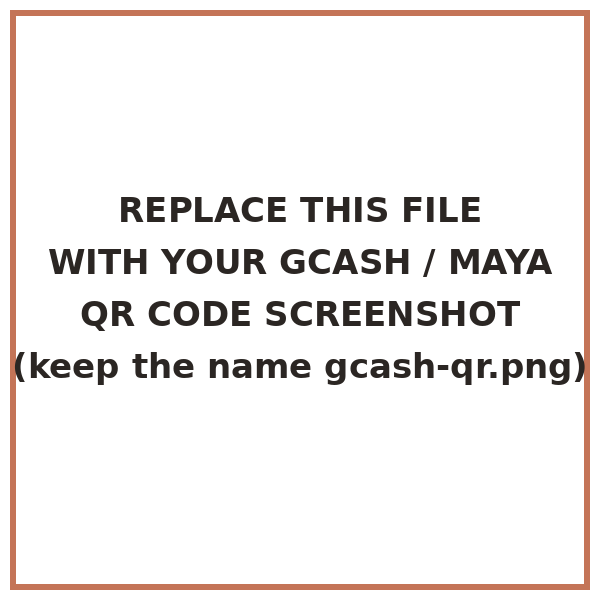 REPLACE THIS FILE
WITH YOUR GCASH / MAYA
QR CODE SCREENSHOT
(keep the name gcash-qr.png)